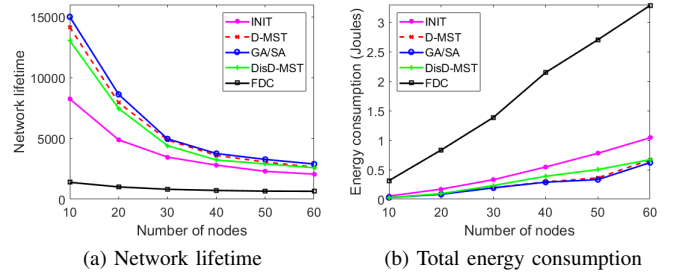 15000
10000
5000
0
Network lifetime
INIT
D-MST
GA/SA
DisD-MST
FDC
10 20 30 40 50 60
Number of nodes
(a) Network lifetime
3
2.5
2
1.5
1
0.5
0
Energy consumption (Joules)
INIT
D-MST
GA/SA
DisD-MST
FDC
10 20 30 40 50 60
Number of nodes
(b) Total energy consumption